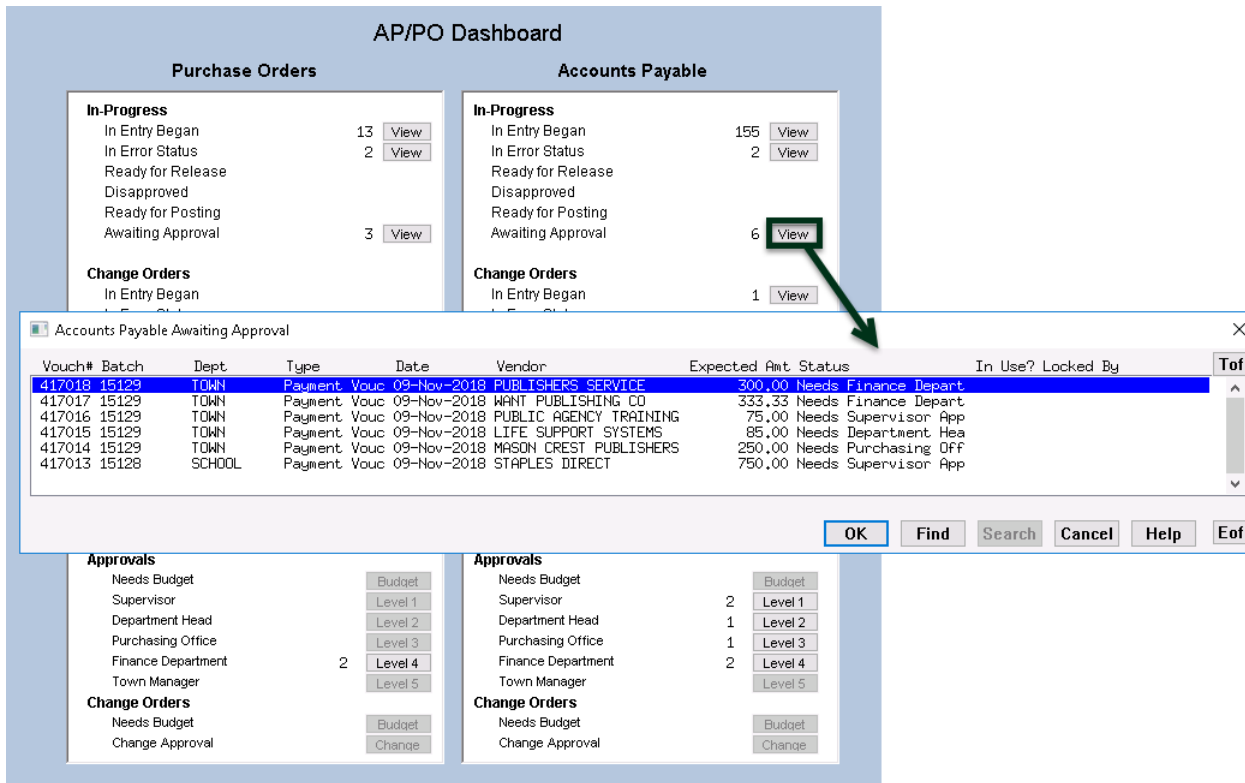 AP/PO Dashboard
Purchase Orders
In-Progress
In Entry Began 13 View
In Error Status 2 View
Ready for Release
Disapproved
Ready for Posting
Awaiting Approval 3 View
Change Orders
In Entry Began
Accounts Payable
In-Progress
In Entry Began 155 View
In Error Status 2 View
Ready for Release
Disapproved
Ready for Posting
Awaiting Approval 6 View
Change Orders
In Entry Began 1 View
Accounts Payable Awaiting Approval
Vouch# Batch Dept Type Date Vendor Expected Amt Status In Use? Locked By Tof
417018 15129 TOWN Payment Vouc 09-Nov-2018 PUBLISHERS SERVICE 300.00 Needs Finance Depart
417017 15129 TOWN Payment Vouc 09-Nov-2018 WANT PUBLISHING CO 333.33 Needs Finance Depart
417016 15129 TOWN Payment Vouc 09-Nov-2018 PUBLIC AGENCY TRAINING 75.00 Needs Supervisor App
417015 15129 TOWN Payment Vouc 09-Nov-2018 LIFE SUPPORT SYSTEMS 85.00 Needs Department Hea
417014 15129 TOWN Payment Vouc 09-Nov-2018 MASON CREST PUBLISHERS 250.00 Needs Purchasing Off
417013 15128 SCHOOL Payment Vouc 09-Nov-2018 STAPLES DIRECT 750.00 Needs Supervisor App
OK Find Search Cancel Help Eof
Approvals
Needs Budget Budget
Supervisor Level 1
Department Head Level 2
Purchasing Office Level 3
Finance Department 2 Level 4
Town Manager Level 5
Change Orders
Needs Budget Budget
Change Approval Change
Approvals
Needs Budget Budget
Supervisor 2 Level 1
Department Head 1 Level 2
Purchasing Office 1 Level 3
Finance Department 2 Level 4
Town Manager Level 5
Change Orders
Needs Budget Budget
Change Approval Change